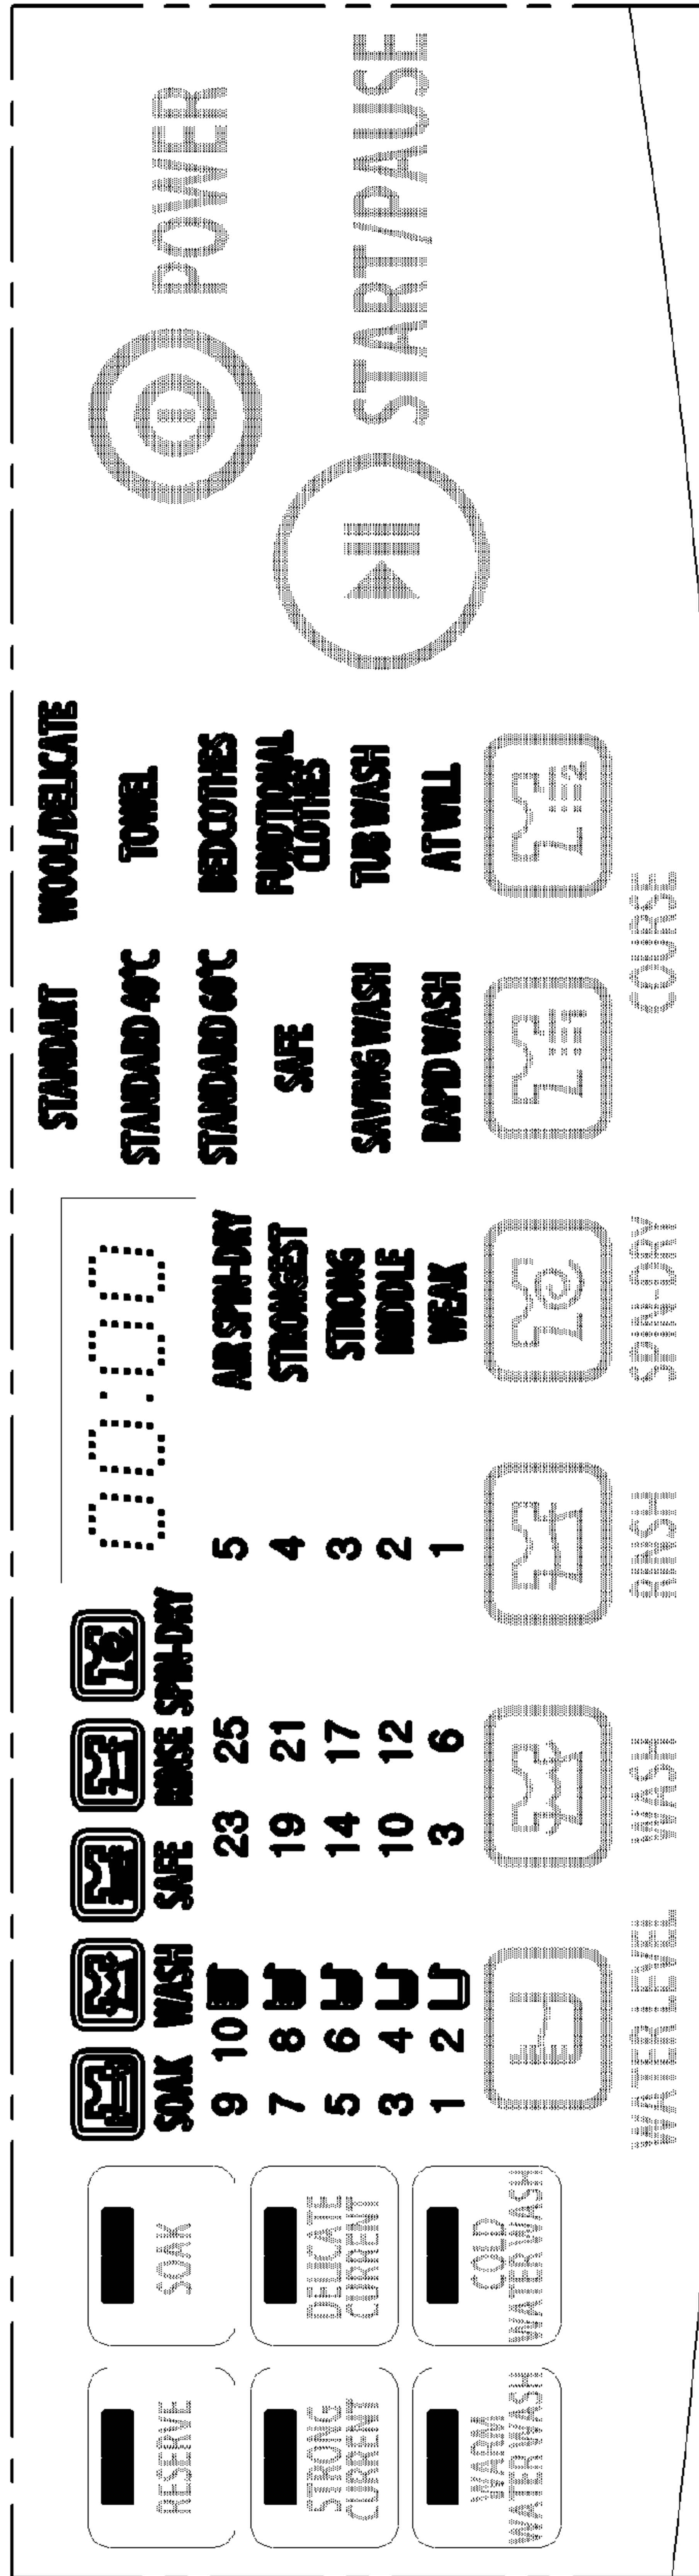 RESERVE
SOAK
STRONG
CURRENT
DELICATE
CURRENT
WARM
WATER WASH
COLD
WATER WASH
SOAK WASH SAFE RINSE SPIN-DRY
00:00
9 10 23 25 5 AIR SPIN-DRY
7 8 19 21 4 STRONGEST
5 6 14 17 3 STRONG
3 4 10 12 2 MIDDLE
1 2 3 6 1 WEAK
STANDART WOOL/DELICATE
STANDARD 40℃ TOWEL
STANDARD 60℃ BEDCOTHES
SAFE FUNCTIONAL
CLOTHES
SAVING WASH TUB WASH
RAPID WASH AT WILL
WATER LEVEL WASH RINSH SPIN-DRY COURSE
POWER
START/PAUSE